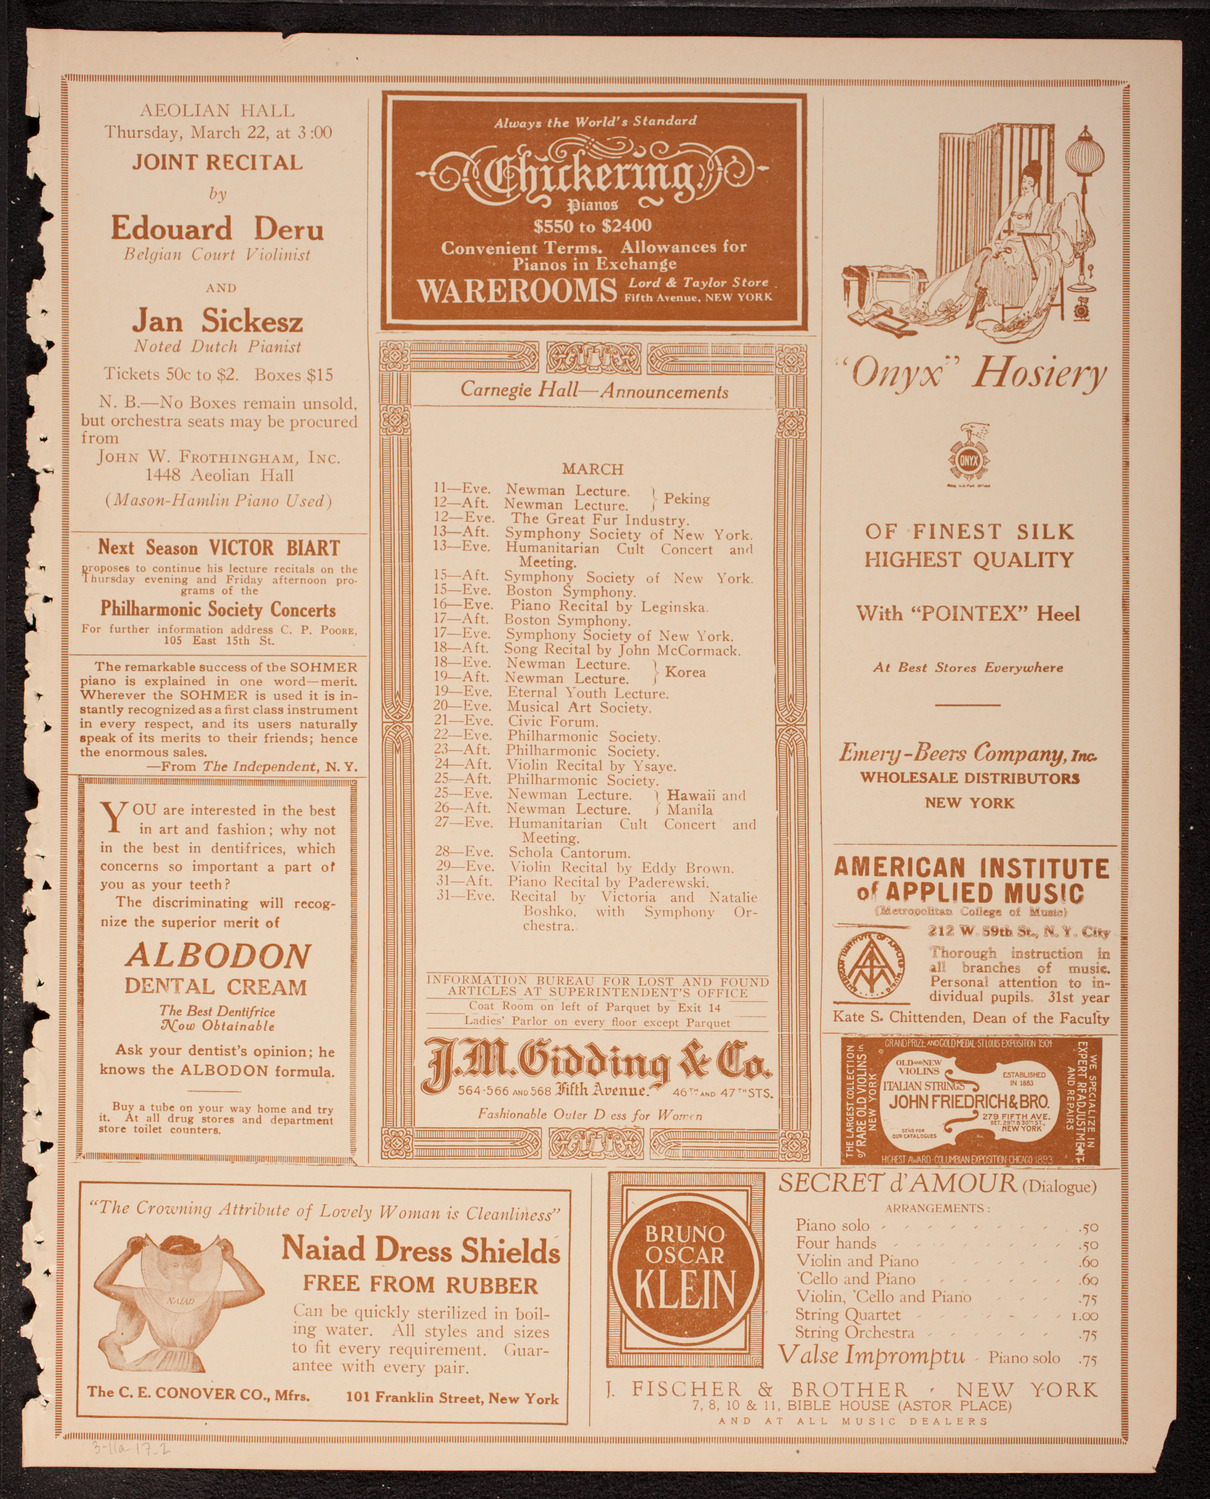 AEOLIAN HALL
Thursday, March 22, at 3:00
JOINT RECITAL
by
Edouard Deru
Belgian Court Violinist
AND
Jan Sickesz
Noted Dutch Pianist
Tickets 50c to $2. Boxes $15
N. B.—No Boxes remain unsold,
but orchestra seats may be procured
from
JOHN W. FROTHINGHAM, INC.
1448 Aeolian Hall
(Mason-Hamlin Piano Used)
Next Season VICTOR BIART
proposes to continue his lecture recitals on the
Thursday evening and Friday afternoon pro-
grams of the
Philharmonic Society Concerts
For further information address C. P. POORE,
105 East 15th St.
The remarkable success of the SOHMER
piano is explained in one word—merit.
Wherever the SOHMER is used it is in-
stantly recognized as a first class instrument
in every respect, and its users naturally
speak of its merits to their friends; hence
the enormous sales.
—From The Independent, N. Y.
YOU are interested in the best
in art and fashion; why not
in the best in dentifrices, which
concerns so important a part of
you as your teeth?
The discriminating will recog-
nize the superior merit of
ALBODON
DENTAL CREAM
The Best Dentifrice
Now Obtainable
Ask your dentist's opinion; he
knows the ALBODON formula.
Buy a tube on your way home and try
it. At all drug stores and department
store toilet counters.
Always the World's Standard
Chickering
Pianos
$550 to $2400
Convenient Terms. Allowances for
Pianos in Exchange
WAREROOMS Lord & Taylor Store
Fifth Avenue, NEW YORK
Carnegie Hall—Announcements
MARCH
11—Eve. Newman Lecture. } Peking
12—Aft. Newman Lecture.
12—Eve. The Great Fur Industry.
13—Aft. Symphony Society of New York.
13—Eve. Humanitarian Cult Concert and
Meeting.
15—Aft. Symphony Society of New York.
15—Eve. Boston Symphony.
16—Eve. Piano Recital by Leginska.
17—Aft. Boston Symphony.
17—Eve. Symphony Society of New York.
18—Aft. Song Recital by John McCormack.
18—Eve. Newman Lecture. } Korea
19—Aft. Newman Lecture.
19—Eve. Eternal Youth Lecture.
20—Eve. Musical Art Society.
21—Eve. Civic Forum.
22—Eve. Philharmonic Society.
23—Aft. Philharmonic Society.
24—Aft. Violin Recital by Ysaye.
25—Aft. Philharmonic Society.
25—Eve. Newman Lecture. } Hawaii and
26—Aft. Newman Lecture. } Manila
27—Eve. Humanitarian Cult Concert and
Meeting.
28—Eve. Schola Cantorum.
29—Eve. Violin Recital by Eddy Brown.
31—Aft. Piano Recital by Paderewski.
31—Eve. Recital by Victoria and Natalie
Boshko, with Symphony Or-
chestra.
INFORMATION BUREAU FOR LOST AND FOUND
ARTICLES AT SUPERINTENDENT'S OFFICE
Coat Room on left of Parquet by Exit 14
Ladies' Parlor on every floor except Parquet
J. M. Gidding & Co.
564-566 AND 568 Fifth Avenue. 46TH AND 47TH STS.
Fashionable Outer D ess for Women
"Onyx" Hosiery
ONYX
OF FINEST SILK
HIGHEST QUALITY
With "POINTEX" Heel
At Best Stores Everywhere
Emery-Beers Company, Inc.
WHOLESALE DISTRIBUTORS
NEW YORK
AMERICAN INSTITUTE
of APPLIED MUSIC
(Metropolitan College of Music)
212 W. 59th St., N. Y. City
Thorough instruction in
all branches of music.
Personal attention to in-
dividual pupils. 31st year
Kate S. Chittenden, Dean of the Faculty
GRAND PRIZE AND GOLD MEDAL ST. LOUIS EXPOSITION 1904
THE LARGEST COLLECTION
of RARE OLD VIOLINS in
NEW YORK
OLD AND NEW
VIOLINS
ITALIAN STRINGS
ESTABLISHED
IN 1883
JOHN FRIEDRICH & BRO.
279 FIFTH AVE.
BET. 29TH & 30TH ST.,
NEW YORK
SEND FOR
OUR CATALOGUES
WE SPECIALIZE IN
EXPERT READJUSTMENT
AND REPAIRS
HIGHEST AWARD COLUMBIAN EXPOSITION CHICAGO 1893
"The Crowning Attribute of Lovely Woman is Cleanliness"
NAIAD
Naiad Dress Shields
FREE FROM RUBBER
Can be quickly sterilized in boil-
ing water. All styles and sizes
to fit every requirement. Guar-
antee with every pair.
The C. E. CONOVER CO., Mfrs. 101 Franklin Street, New York
BRUNO
OSCAR
KLEIN
SECRET d'AMOUR (Dialogue)
ARRANGEMENTS:
Piano solo - - - - - - - .50
Four hands - - - - - - - .50
Violin and Piano - - - - - .60
'Cello and Piano - - - - - .60
Violin, 'Cello and Piano - - - .75
String Quartet - - - - - - 1.00
String Orchestra - - - - - .75
Valse Impromptu - Piano solo .75
J. FISCHER & BROTHER, NEW YORK
7, 8, 10 & 11, BIBLE HOUSE (ASTOR PLACE)
AND AT ALL MUSIC DEALERS
3-11a-17-2